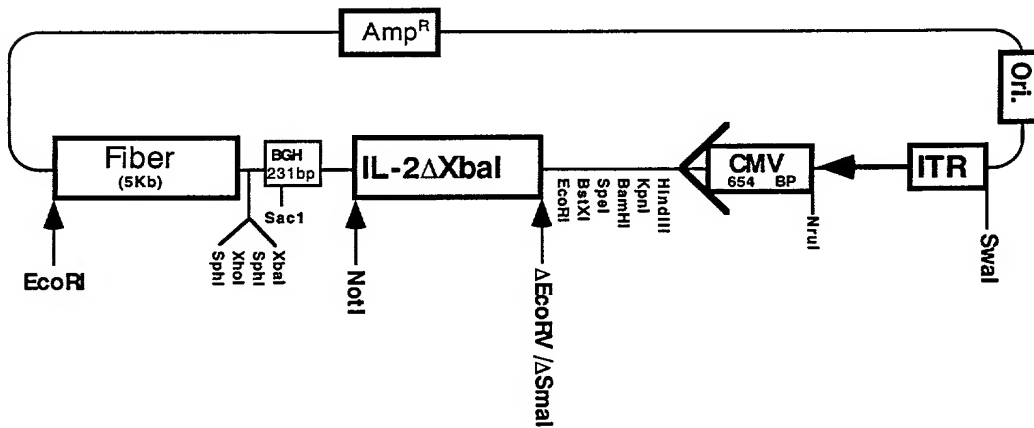 Amp^R
Ori.
Fiber
(5Kb)
BGH
231bp
IL-2ΔXbaI
CMV
654 BP
ITR
Sac1
EcoRI
BstXI
SpeI
BamHI
KpnI
HindIII
NruI
SwaI
SphI
XhoI
SphI
XbaI
EcoRI
NotI
ΔEcoRV /ΔSmaI